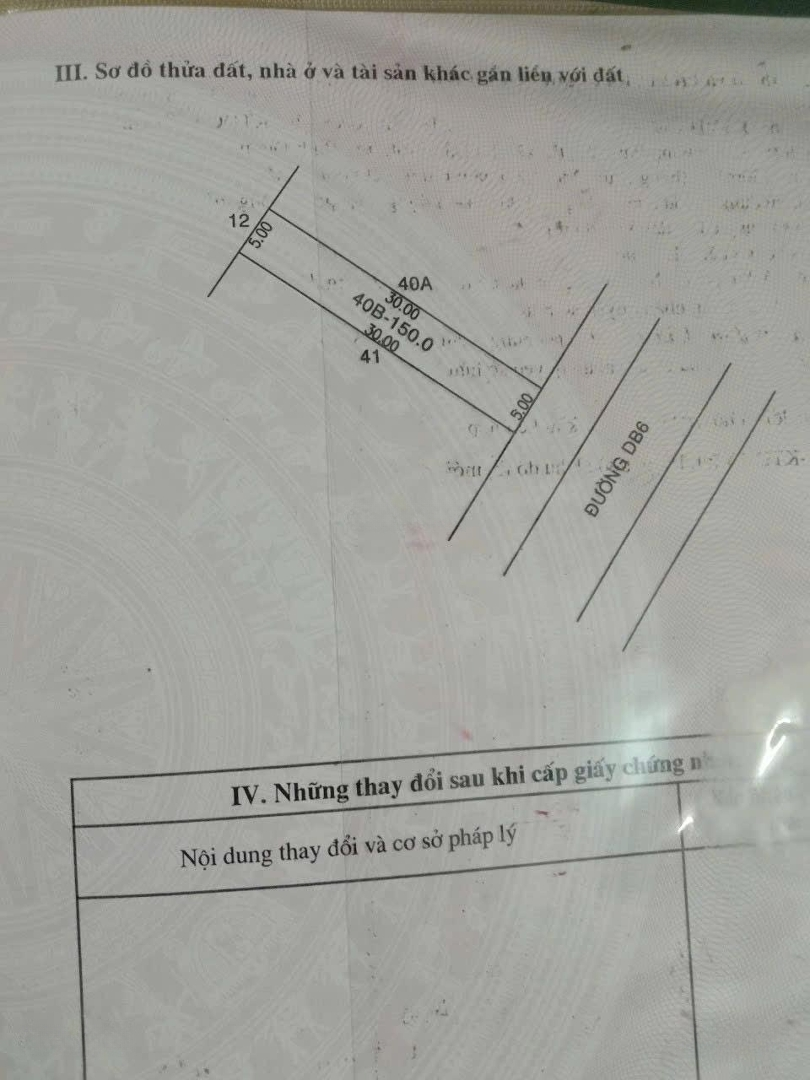 III. Sơ đồ thửa đất, nhà ở và tài sản khác gắn liền với đất
12
5.00
40A
30.00
40B-150.0
30.00
41
5.00
ĐƯỜNG DB6
IV. Những thay đổi sau khi cấp giấy chứng
Nội dung thay đổi và cơ sở pháp lý